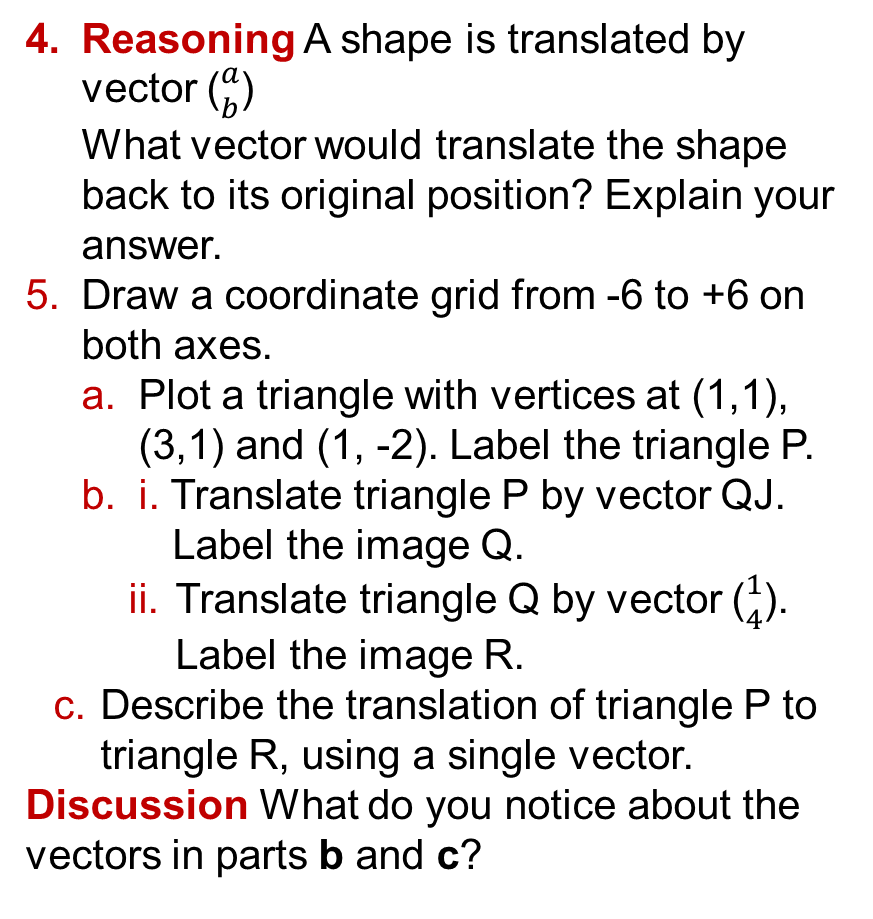 4. Reasoning A shape is translated by
vector (a b)
What vector would translate the shape
back to its original position? Explain your
answer.
5. Draw a coordinate grid from -6 to +6 on
both axes.
a. Plot a triangle with vertices at (1,1),
(3,1) and (1, -2). Label the triangle P.
b. i. Translate triangle P by vector QJ.
Label the image Q.
ii. Translate triangle Q by vector (1 4).
Label the image R.
c. Describe the translation of triangle P to
triangle R, using a single vector.
Discussion What do you notice about the
vectors in parts b and c?